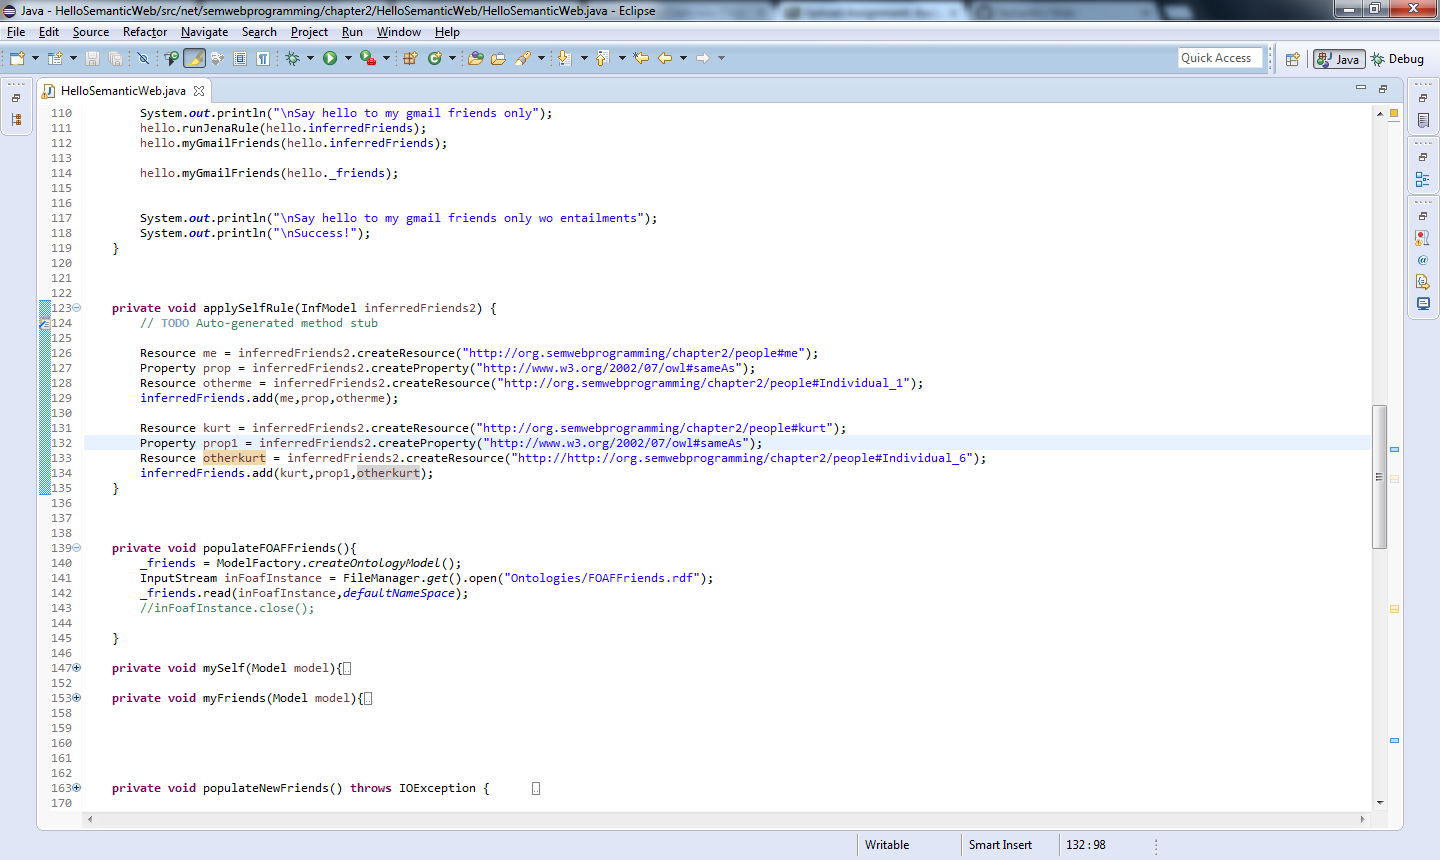 Java - HelloSemanticWeb/src/net/semwebprogramming/chapter2/HelloSemanticWeb/HelloSemanticWeb.java - Eclipse
File Edit Source Refactor Navigate Search Project Run Window Help
Quick Access Java Debug
HelloSemanticWeb.java
110 System.out.println("\nSay hello to my gmail friends only");
111 hello.runJenaRule(hello.inferredFriends);
112 hello.myGmailFriends(hello.inferredFriends);
113
114 hello.myGmailFriends(hello._friends);
115
116
117 System.out.println("\nSay hello to my gmail friends only wo entailments");
118 System.out.println("\nSuccess!");
119 }
120
121
122
123 private void applySelfRule(InfModel inferredFriends2) {
124 // TODO Auto-generated method stub
125
126 Resource me = inferredFriends2.createResource("http://org.semwebprogramming/chapter2/people#me");
127 Property prop = inferredFriends2.createProperty("http://www.w3.org/2002/07/owl#sameAs");
128 Resource otherme = inferredFriends2.createResource("http://org.semwebprogramming/chapter2/people#Individual_1");
129 inferredFriends.add(me,prop,otherme);
130
131 Resource kurt = inferredFriends2.createResource("http://org.semwebprogramming/chapter2/people#kurt");
132 Property prop1 = inferredFriends2.createProperty("http://www.w3.org/2002/07/owl#sameAs");
133 Resource otherkurt = inferredFriends2.createResource("http://http://org.semwebprogramming/chapter2/people#Individual_6");
134 inferredFriends.add(kurt,prop1,otherkurt);
135 }
136
137
138
139 private void populateFOAFFriends(){
140 _friends = ModelFactory.createOntologyModel();
141 InputStream inFoafInstance = FileManager.get().open("Ontologies/FOAFFriends.rdf");
142 _friends.read(inFoafInstance,defaultNameSpace);
143 //inFoafInstance.close();
144
145 }
146
147 private void mySelf(Model model){
152
153 private void myFriends(Model model){
158
159
160
161
162
163 private void populateNewFriends() throws IOException {
170
Writable Smart Insert 132 : 98